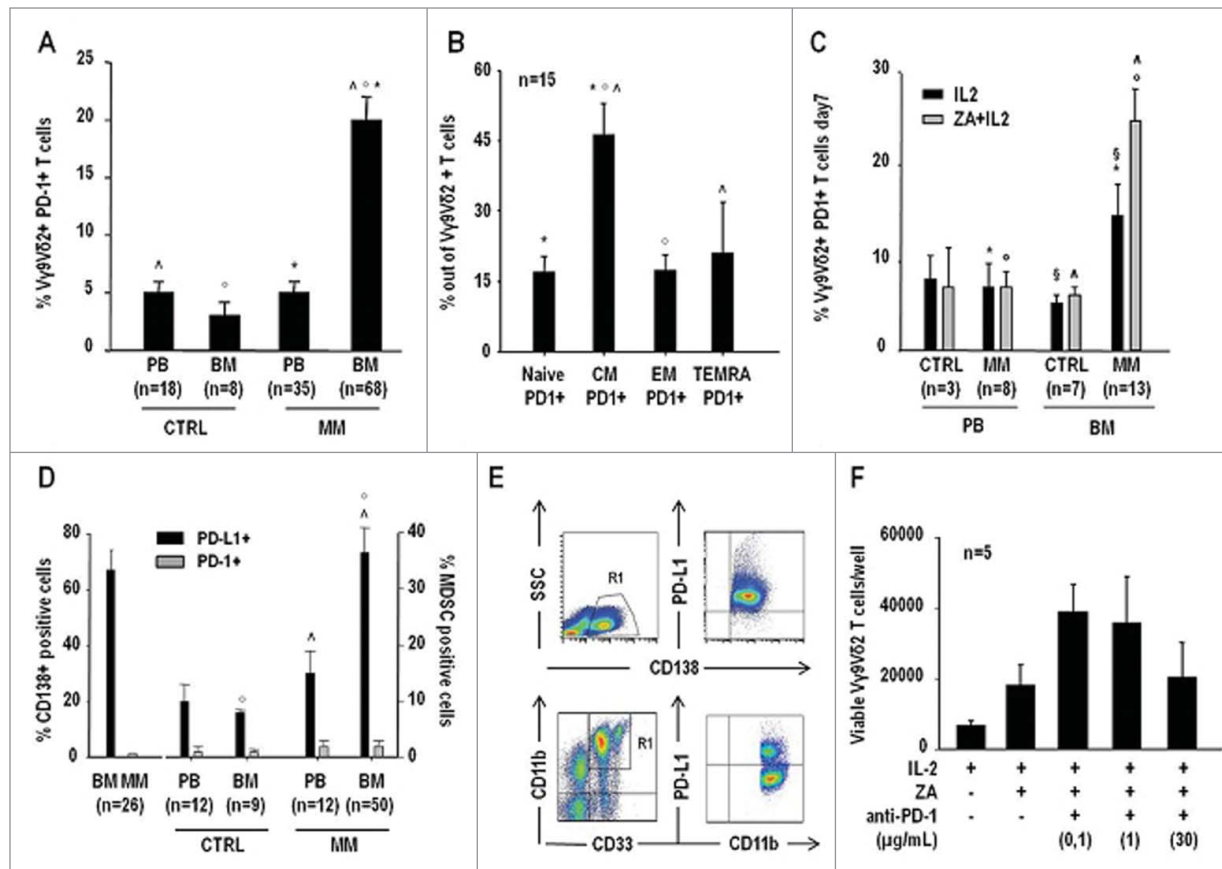 A
% Vγ9Vδ2+ PD-1+ T cells
25
20
15
10
5
0
^
◇
*
^ ◇ *
PB BM PB BM
(n=18) (n=8) (n=35) (n=68)
CTRL MM
B
n=15
% out of Vγ9Vδ2 + T cells
60
45
30
15
0
*
* ◇ ^
◇
^
Naive CM EM TEMRA
PD1+ PD1+ PD1+ PD1+
C
% Vγ9Vδ2+ PD1+ T cells day7
30
20
10
0
IL2
ZA+IL2
* o
§ ^
§
*
^
o
CTRL MM CTRL MM
(n=3) (n=8) (n=7) (n=13)
PB BM
D
% CD138+ positive cells
80
60
40
20
0
PD-L1+
PD-1+
% MDSC positive cells
40
30
20
10
0
◇
^
◇
^
BM MM PB BM PB BM
(n=26) (n=12) (n=9) (n=12) (n=50)
CTRL MM
E
SSC
R1
PD-L1
CD138
CD11b
R1
PD-L1
CD33 CD11b
F
n=5
Viable Vγ9Vδ2 T cells/well
60000
40000
20000
0
IL-2 + + + + +
ZA - + + + +
anti-PD-1 - - + + +
(µg/mL) (0,1) (1) (30)